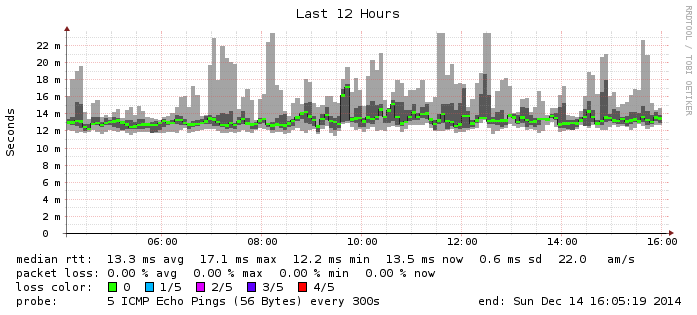 Last 12 Hours
RRDTOOL / TOBI OETIKER
Seconds
22 m
20 m
18 m
16 m
14 m
12 m
10 m
8 m
6 m
4 m
2 m
0
06:00 08:00 10:00 12:00 14:00 16:00
median rtt: 13.3 ms avg 17.1 ms max 12.2 ms min 13.5 ms now 0.6 ms sd 22.0 am/s
packet loss: 0.00 % avg 0.00 % max 0.00 % min 0.00 % now
loss color: 0 1/5 2/5 3/5 4/5
probe: 5 ICMP Echo Pings (56 Bytes) every 300s end: Sun Dec 14 16:05:19 2014